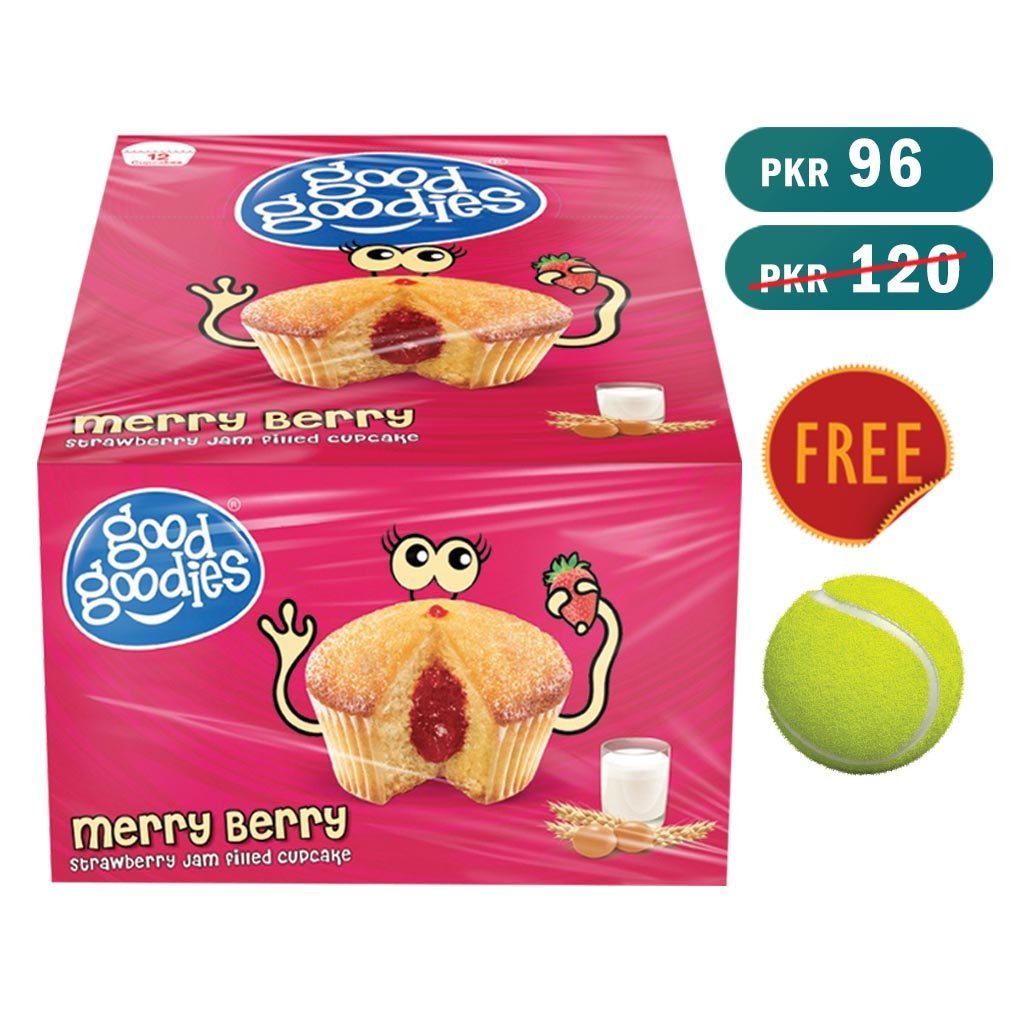 12
Cupcakes
good
goodies
®
merry Berry
strawberry jam filled cupcake
good
goodies
®
merry Berry
strawberry jam filled cupcake
PKR 96
PKR 120
FREE